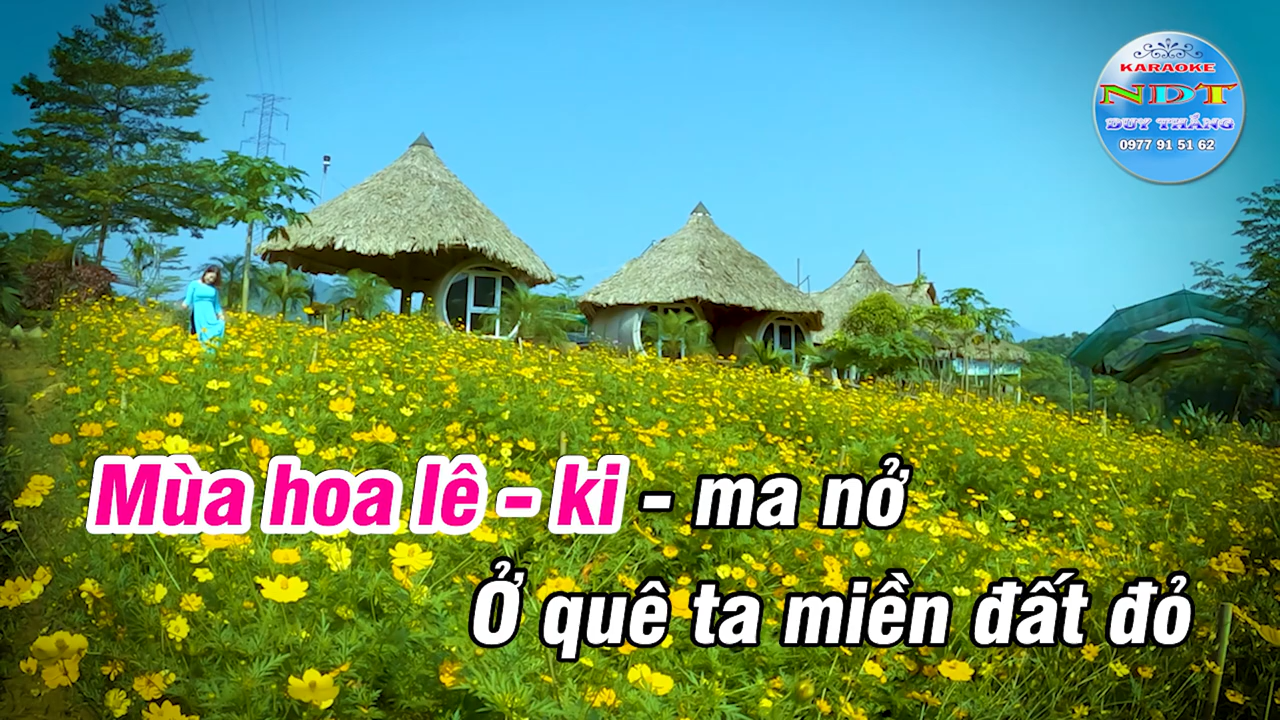 KARAOKE
NDT
DUY THẮNG
0977 91 51 62
Mùa hoa lê - ki - ma nở
Ở quê ta miền đất đỏ